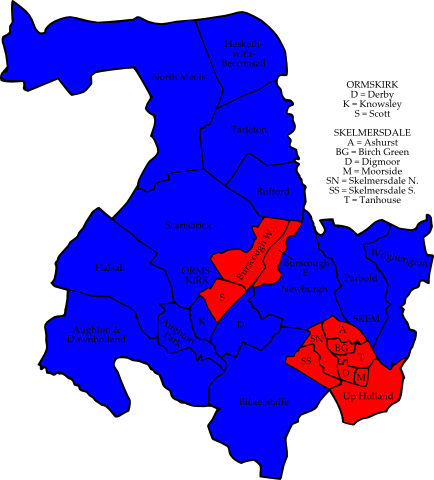 Hesketh-
with-
Becconsall
North Meols
Tarleton
Rufford
Scarisbrick
Burscough W.
Burscough
E
Newburgh
Wrightington
Parbold
Halsall
ORMS-
KIRK
S
K
D
Aughton &
Downholland
Aughton
Park
SKEM
A
SN
BG
T
SS
D
M
Up Holland
Bickerstaffe
ORMSKIRK
D = Derby
K = Knowsley
S = Scott
SKELMERSDALE
A = Ashurst
BG = Birch Green
D = Digmoor
M = Moorside
SN = Skelmersdale N.
SS = Skelmersdale S.
T = Tanhouse